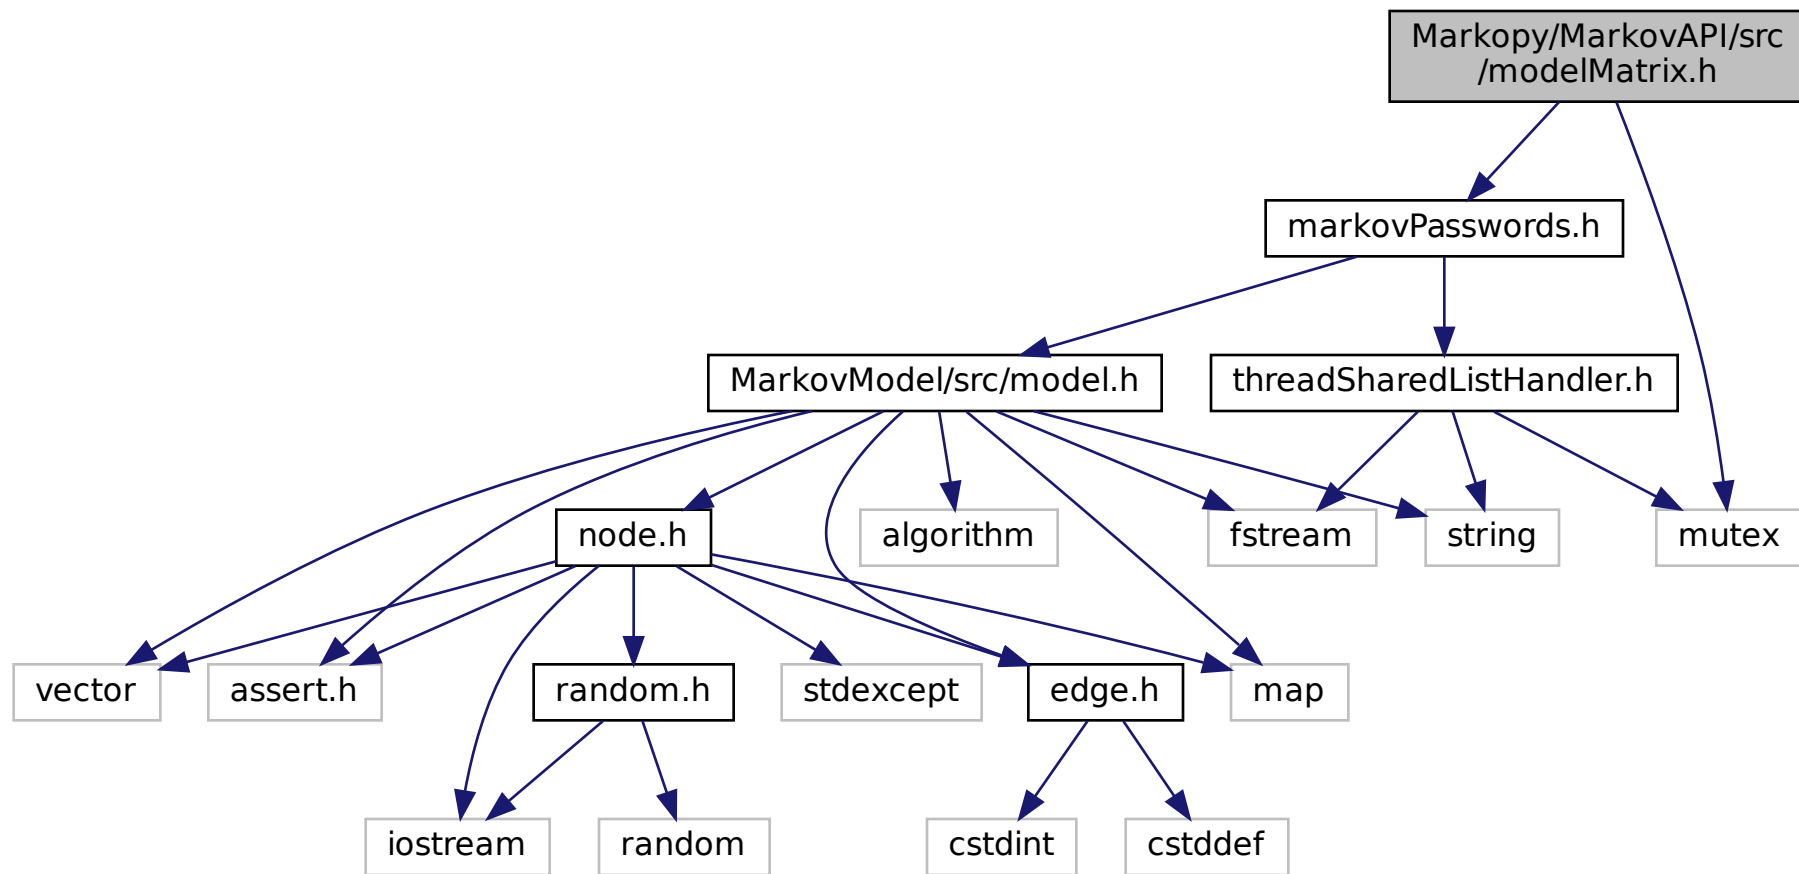 Markopy/MarkovAPI/src
/modelMatrix.h
markovPasswords.h
MarkovModel/src/model.h
threadSharedListHandler.h
node.h
algorithm
fstream
string
mutex
vector
assert.h
random.h
stdexcept
edge.h
map
iostream
random
cstdint
cstddef